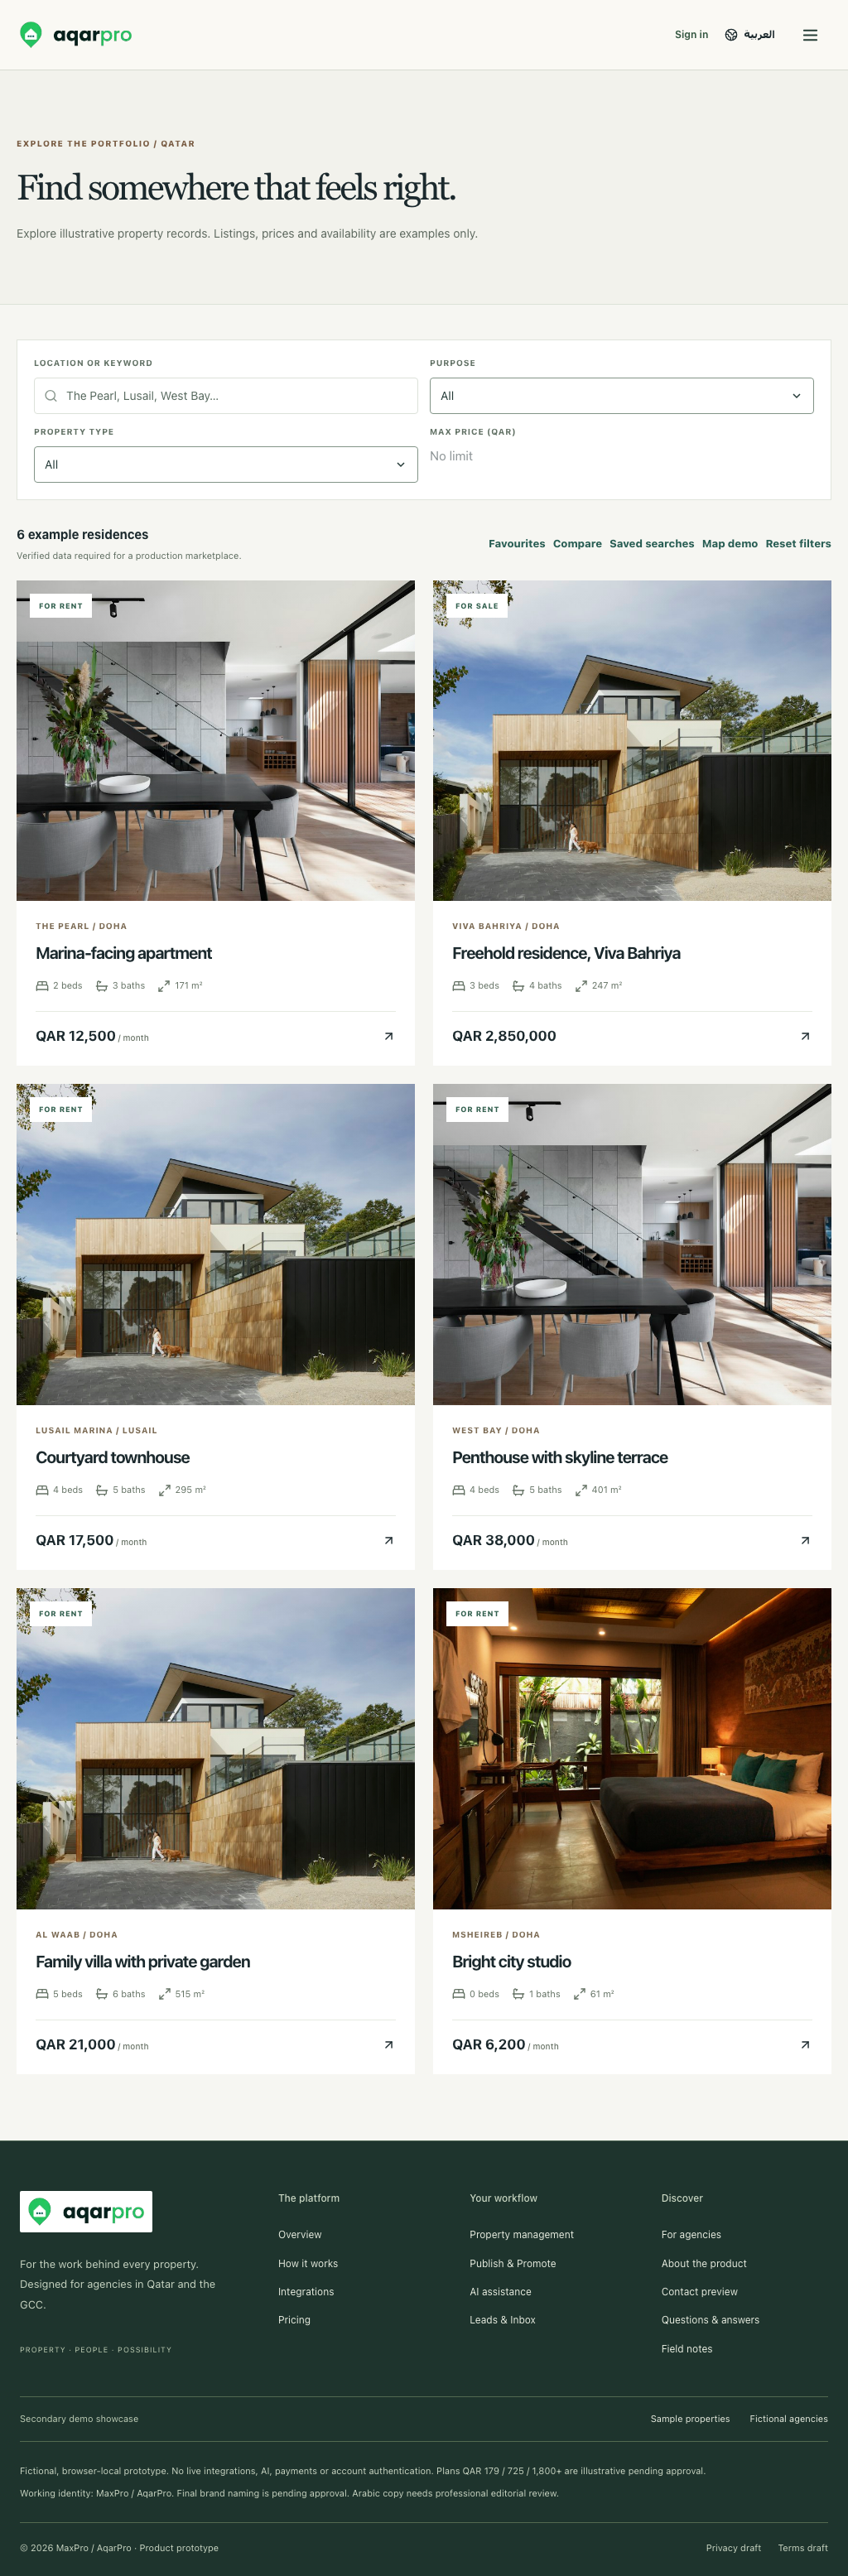 aqarpro
Sign in
العربية
EXPLORE THE PORTFOLIO / QATAR
Find somewhere that feels right.
Explore illustrative property records. Listings, prices and availability are examples only.
LOCATION OR KEYWORD
The Pearl, Lusail, West Bay...
PURPOSE
All
PROPERTY TYPE
All
MAX PRICE (QAR)
No limit
6 example residences
Verified data required for a production marketplace.
Favourites Compare Saved searches Map demo Reset filters
FOR RENT
THE PEARL / DOHA
Marina-facing apartment
2 beds 3 baths 171 m²
QAR 12,500 / month
FOR SALE
VIVA BAHRIYA / DOHA
Freehold residence, Viva Bahriya
3 beds 4 baths 247 m²
QAR 2,850,000
FOR RENT
LUSAIL MARINA / LUSAIL
Courtyard townhouse
4 beds 5 baths 295 m²
QAR 17,500 / month
FOR RENT
WEST BAY / DOHA
Penthouse with skyline terrace
4 beds 5 baths 401 m²
QAR 38,000 / month
FOR RENT
AL WAAB / DOHA
Family villa with private garden
5 beds 6 baths 515 m²
QAR 21,000 / month
FOR RENT
MSHEIREB / DOHA
Bright city studio
0 beds 1 baths 61 m²
QAR 6,200 / month
aqarpro
For the work behind every property.
Designed for agencies in Qatar and the
GCC.
PROPERTY · PEOPLE · POSSIBILITY
The platform
Overview
How it works
Integrations
Pricing
Your workflow
Property management
Publish & Promote
AI assistance
Leads & Inbox
Discover
For agencies
About the product
Contact preview
Questions & answers
Field notes
Secondary demo showcase
Sample properties Fictional agencies
Fictional, browser-local prototype. No live integrations, AI, payments or account authentication. Plans QAR 179 / 725 / 1,800+ are illustrative pending approval.
Working identity: MaxPro / AqarPro. Final brand naming is pending approval. Arabic copy needs professional editorial review.
© 2026 MaxPro / AqarPro · Product prototype
Privacy draft Terms draft